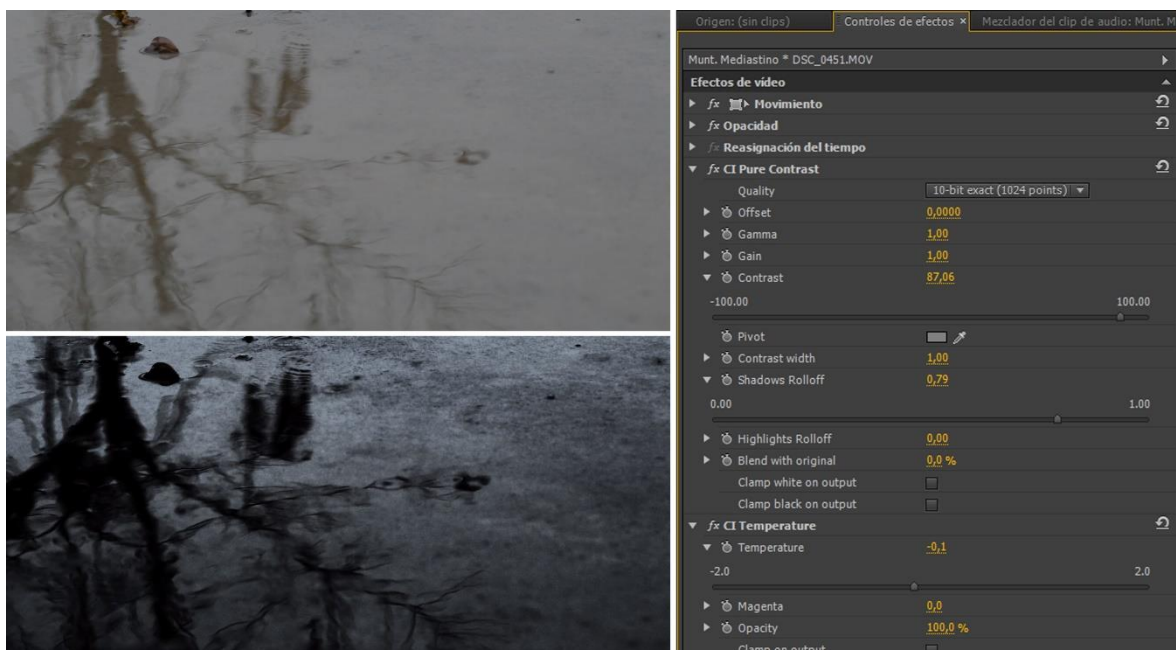 Origen: (sin clips) Controles de efectos × Mezclador del clip de audio: Munt. M
Munt. Mediastino * DSC_0451.MOV
Efectos de vídeo
fx Movimiento
fx Opacidad
fx Reasignación del tiempo
fx CI Pure Contrast
Quality 10-bit exact (1024 points)
Offset 0,0000
Gamma 1,00
Gain 1,00
Contrast 87,06
-100.00 100.00
Pivot
Contrast width 1,00
Shadows Rolloff 0,79
0.00 1.00
Highlights Rolloff 0,00
Blend with original 0,0 %
Clamp white on output
Clamp black on output
fx CI Temperature
Temperature -0,1
-2.0 2.0
Magenta 0,0
Opacity 100,0 %
Clamp on output